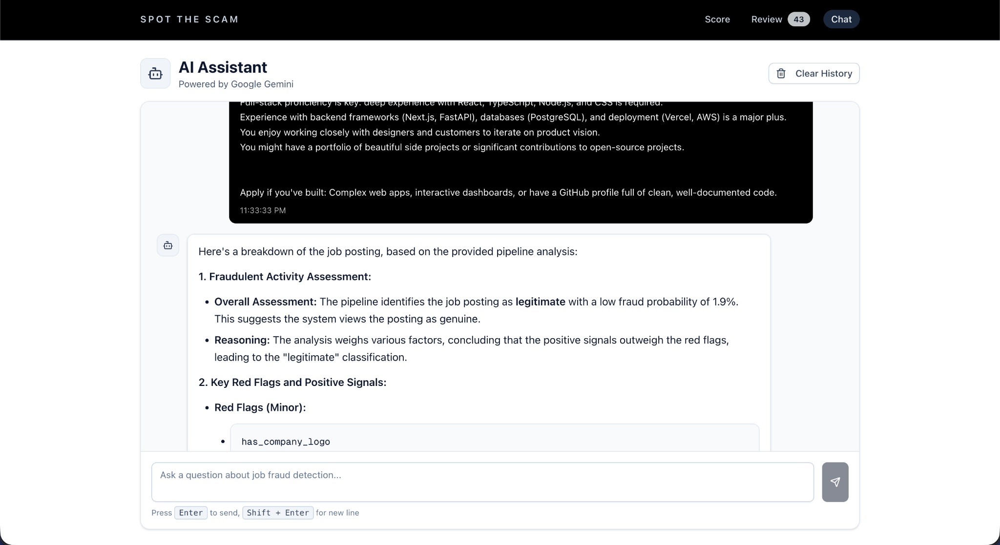 SPOT THE SCAM
Score
Review 43
Chat
AI Assistant
Powered by Google Gemini
Clear History
Full-stack proficiency is key: deep experience with React, TypeScript, Node.js, and CSS is required.
Experience with backend frameworks (Next.js, FastAPI), databases (PostgreSQL), and deployment (Vercel, AWS) is a major plus.
You enjoy working closely with designers and customers to iterate on product vision.
You might have a portfolio of beautiful side projects or significant contributions to open-source projects.
Apply if you've built: Complex web apps, interactive dashboards, or have a GitHub profile full of clean, well-documented code.
11:33:33 PM
Here's a breakdown of the job posting, based on the provided pipeline analysis:
1. Fraudulent Activity Assessment:
• Overall Assessment: The pipeline identifies the job posting as legitimate with a low fraud probability of 1.9%.
This suggests the system views the posting as genuine.
• Reasoning: The analysis weighs various factors, concluding that the positive signals outweigh the red flags,
leading to the "legitimate" classification.
2. Key Red Flags and Positive Signals:
• Red Flags (Minor):
• has_company_logo
Ask a question about job fraud detection...
Press Enter to send, Shift + Enter for new line